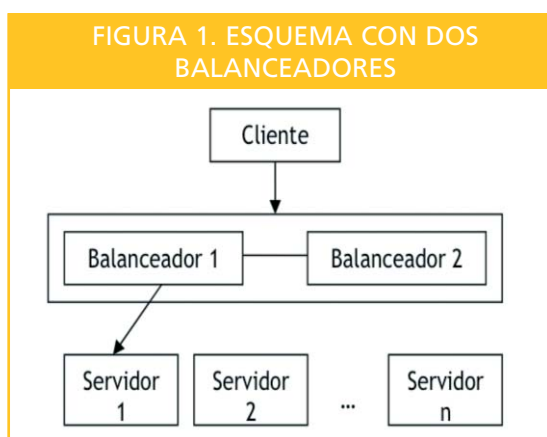 FIGURA 1. ESQUEMA CON DOS
BALANCEADORES
Cliente
Balanceador 1
Balanceador 2
Servidor
1
Servidor
2
...
Servidor
n